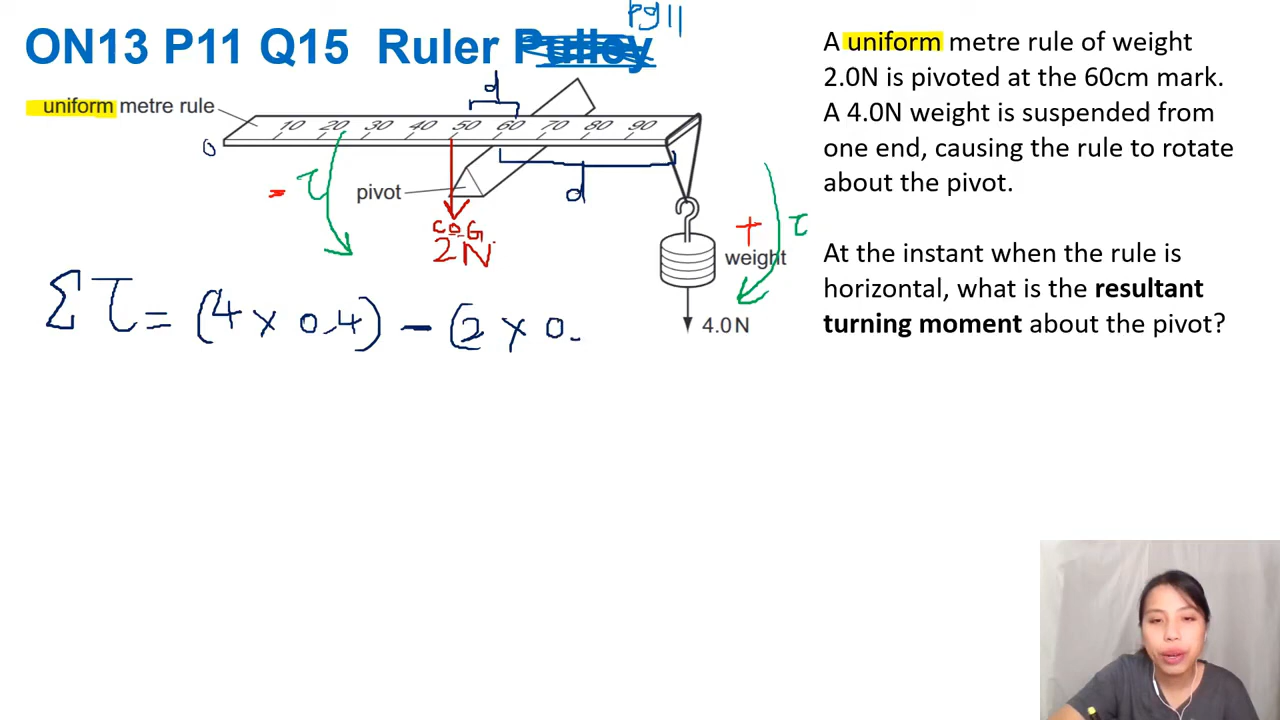 pg 11
ON13 P11 Q15 Ruler Pulley
d
uniform metre rule
10 20 30 40 50 60 70 80 90
0
- τ
pivot
d
C.O.G
2N
+ τ
weight
4.0 N
Στ = (4 × 0.4) – (2 × 0.
A uniform metre rule of weight
2.0N is pivoted at the 60cm mark.
A 4.0N weight is suspended from
one end, causing the rule to rotate
about the pivot.
At the instant when the rule is
horizontal, what is the resultant
turning moment about the pivot?